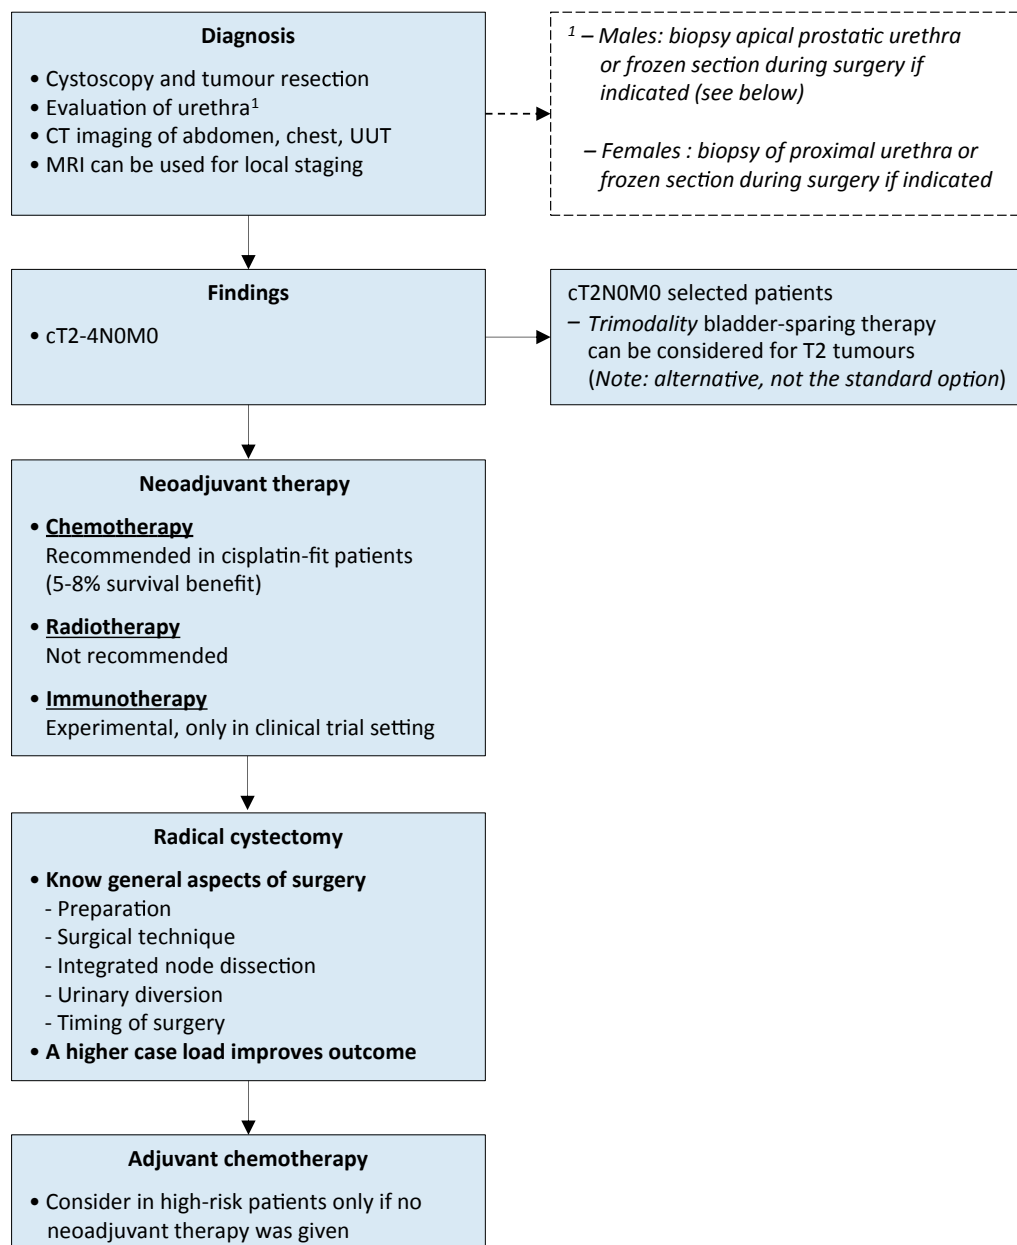 Diagnosis
• Cystoscopy and tumour resection
• Evaluation of urethra¹
• CT imaging of abdomen, chest, UUT
• MRI can be used for local staging
¹ – Males: biopsy apical prostatic urethra
or frozen section during surgery if
indicated (see below)
– Females : biopsy of proximal urethra or
frozen section during surgery if indicated
Findings
• cT2-4N0M0
cT2N0M0 selected patients
– Trimodality bladder-sparing therapy
can be considered for T2 tumours
(Note: alternative, not the standard option)
Neoadjuvant therapy
• Chemotherapy
Recommended in cisplatin-fit patients
(5-8% survival benefit)
• Radiotherapy
Not recommended
• Immunotherapy
Experimental, only in clinical trial setting
Radical cystectomy
• Know general aspects of surgery
- Preparation
- Surgical technique
- Integrated node dissection
- Urinary diversion
- Timing of surgery
• A higher case load improves outcome
Adjuvant chemotherapy
• Consider in high-risk patients only if no
neoadjuvant therapy was given